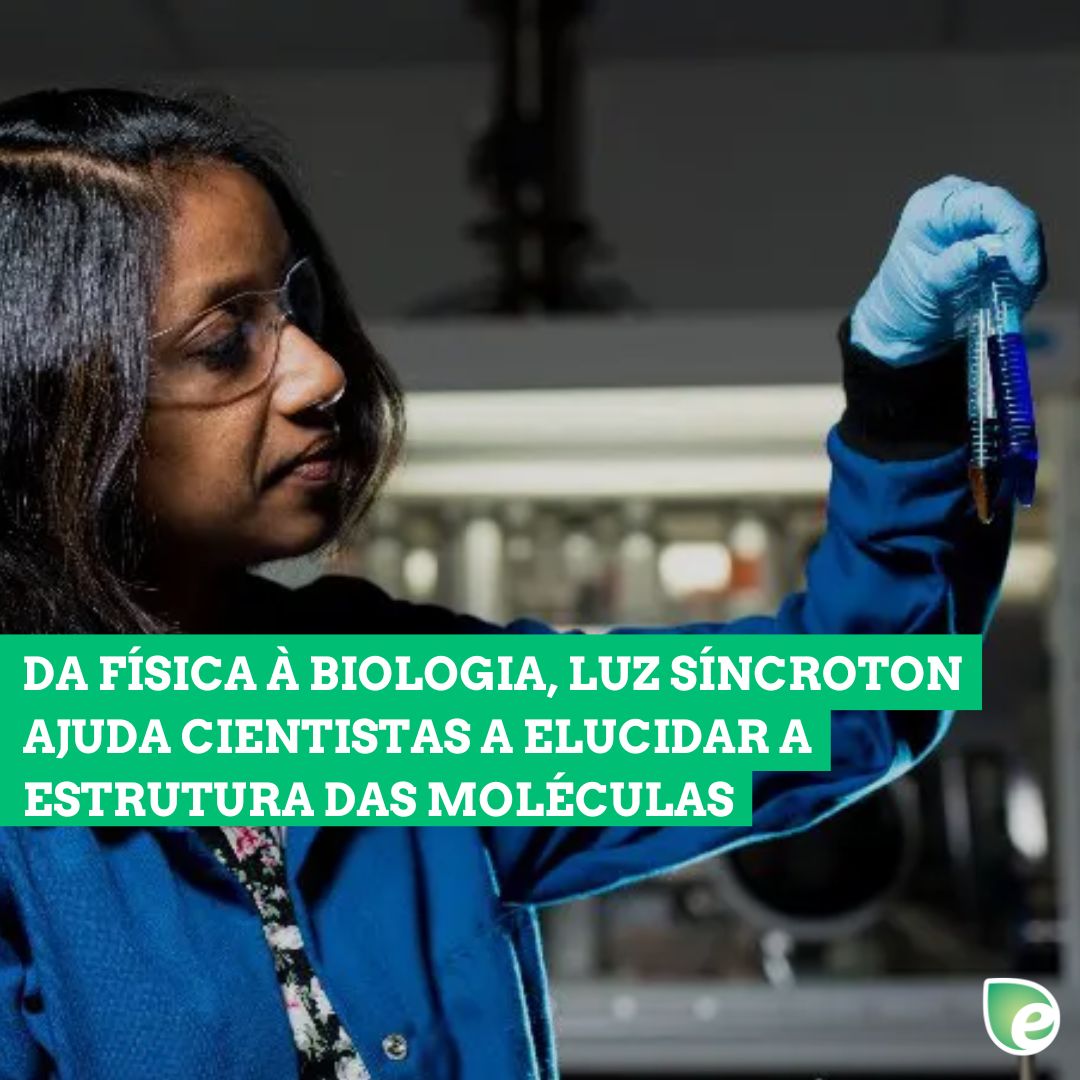 DA FÍSICA À BIOLOGIA, LUZ SÍNCROTON
AJUDA CIENTISTAS A ELUCIDAR A
ESTRUTURA DAS MOLÉCULAS
e